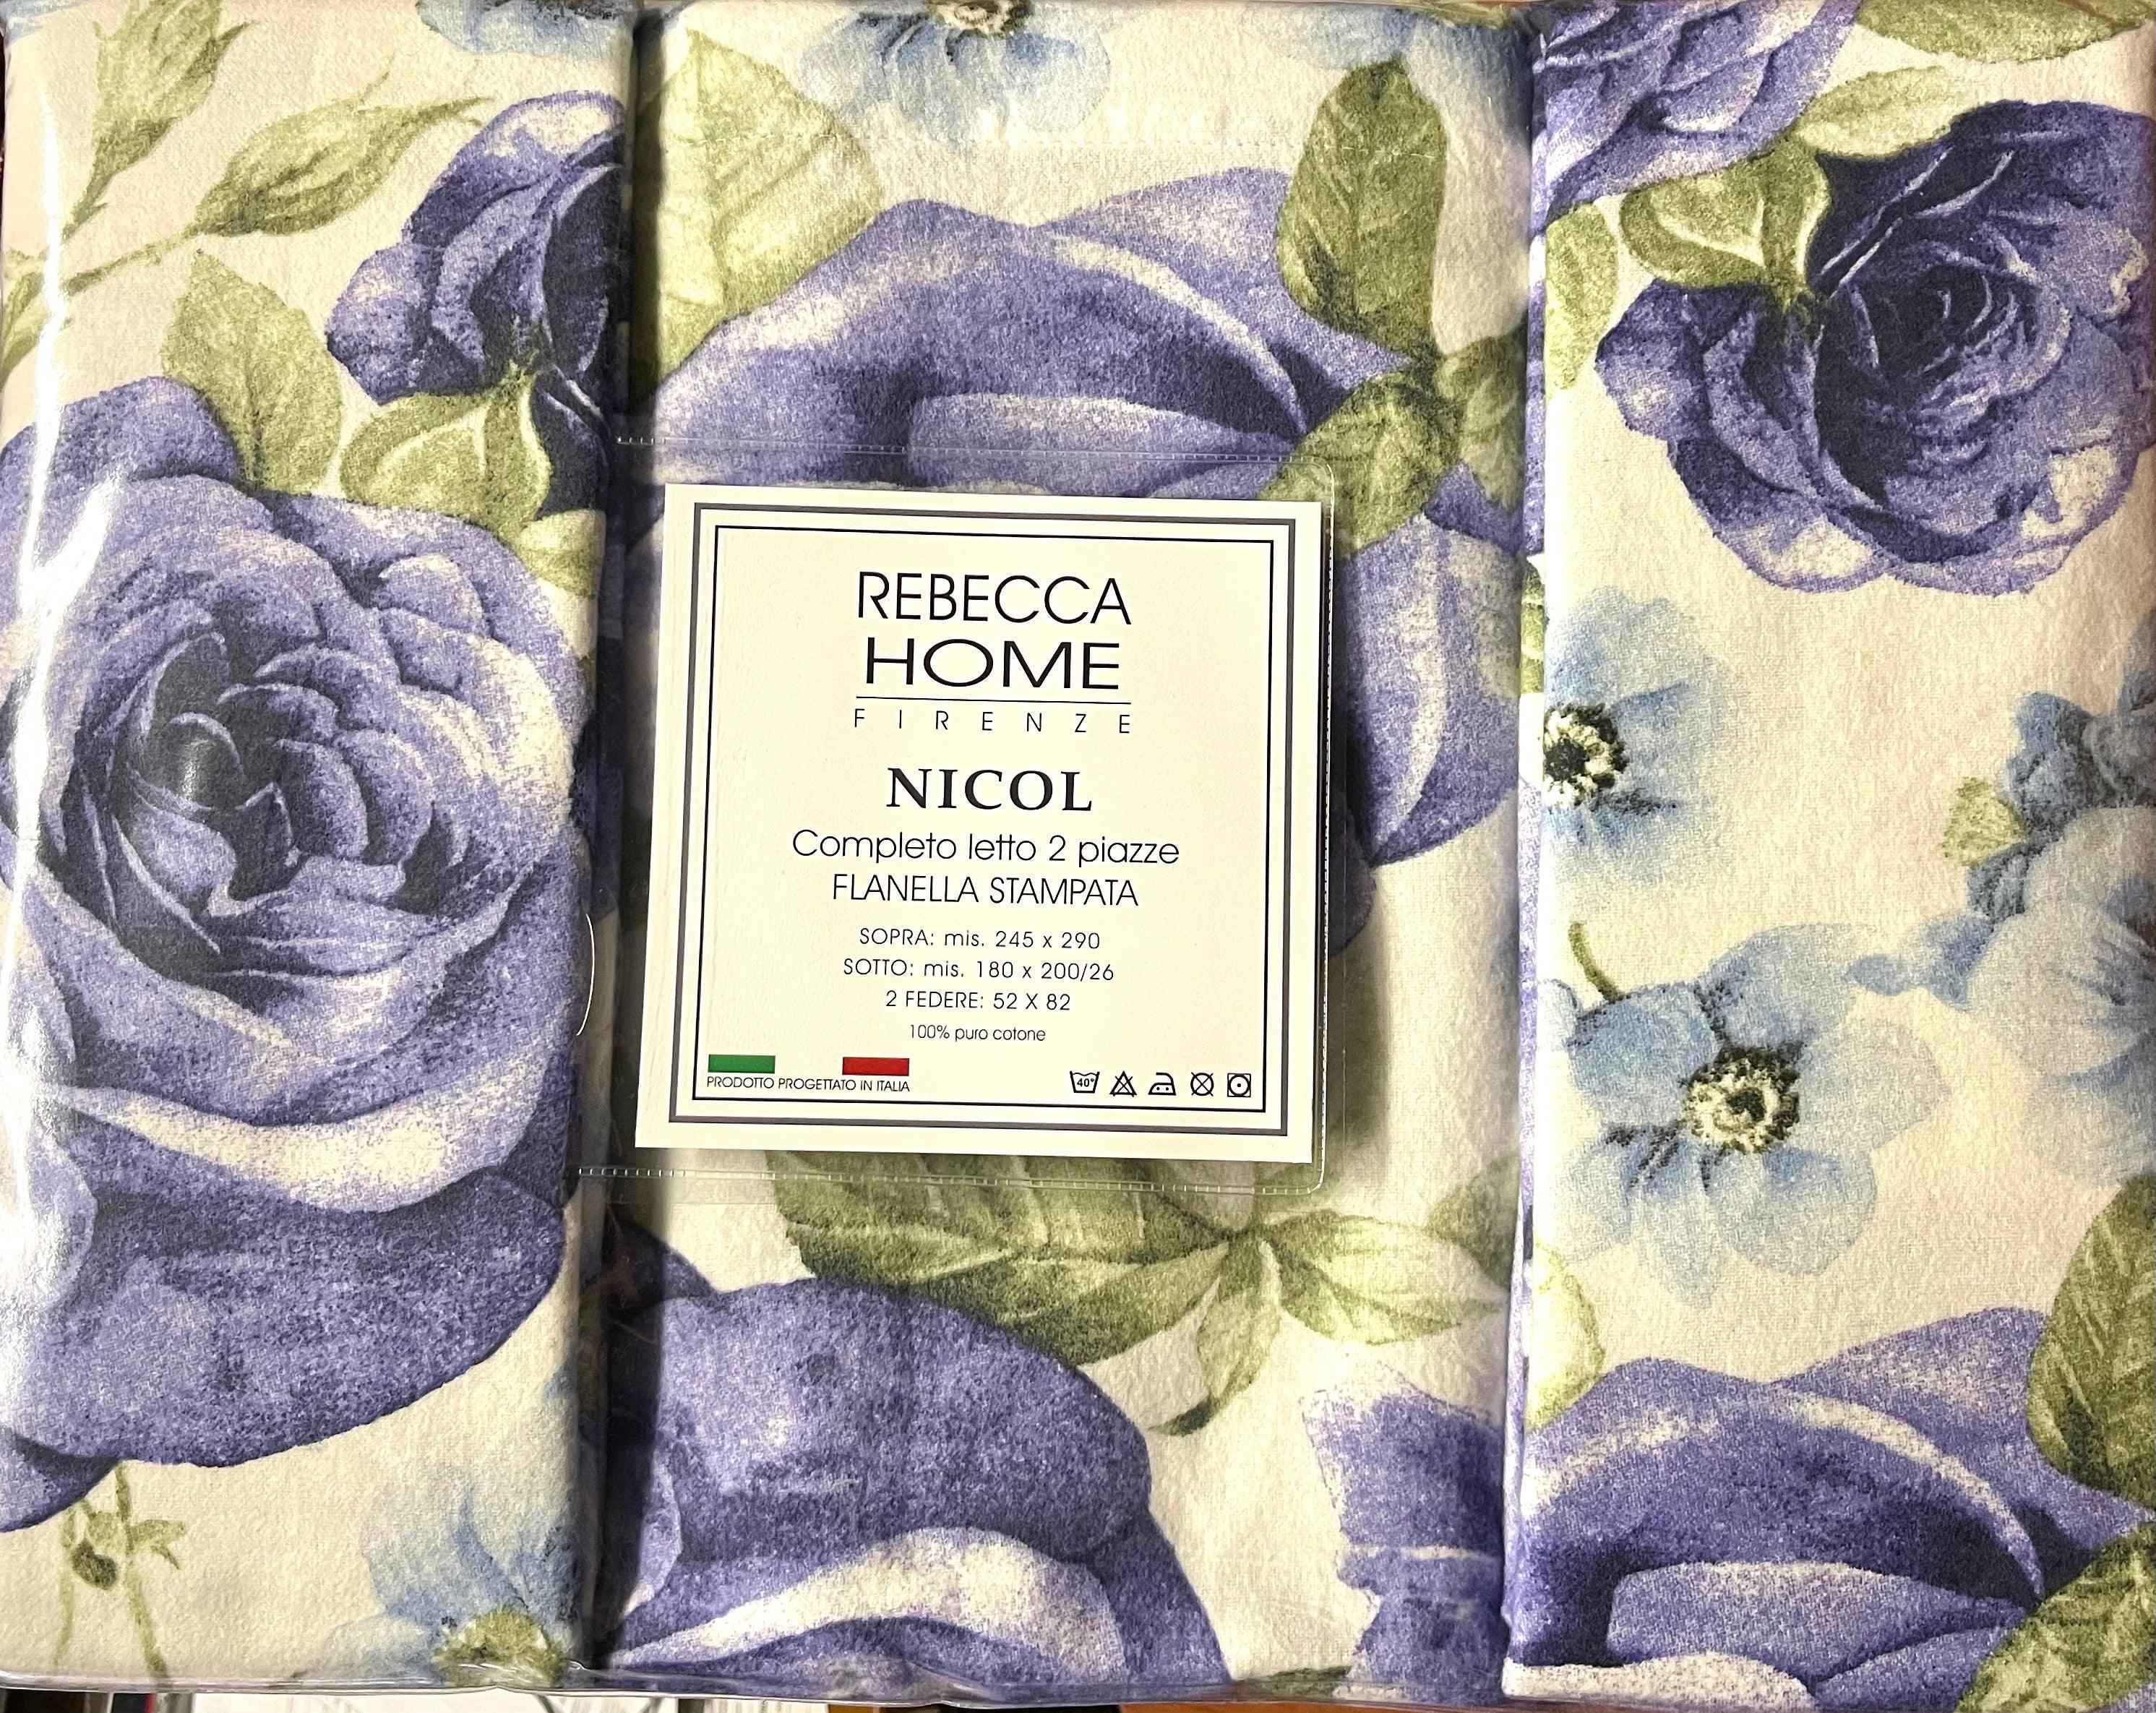 REBECCA
HOME
FIRENZE
NICOL
Completo letto 2 piazze
FLANELLA STAMPATA
SOPRA: mis. 245 x 290
SOTTO: mis. 180 x 200/26
2 FEDERE: 52 X 82
100% puro cotone
PRODOTTO PROGETTATO IN ITALIA
40°